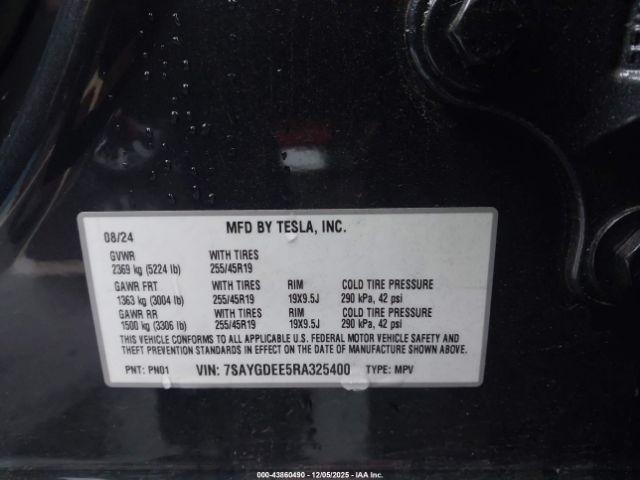 MFD BY TESLA, INC.
08/24
GVWR WITH TIRES
2369 kg (5224 lb) 255/45R19
GAWR FRT WITH TIRES RIM COLD TIRE PRESSURE
1363 kg (3004 lb) 255/45R19 19X9.5J 290 kPa, 42 psi
GAWR RR WITH TIRES RIM COLD TIRE PRESSURE
1500 kg (3306 lb) 255/45R19 19X9.5J 290 kPa, 42 psi
THIS VEHICLE CONFORMS TO ALL APPLICABLE U.S. FEDERAL MOTOR VEHICLE SAFETY AND
THEFT PREVENTION STANDARDS IN EFFECT ON THE DATE OF MANUFACTURE SHOWN ABOVE.
PNT: PN01 VIN: 7SAYGDEE5RA325400 TYPE: MPV
000-43860490 - 12/05/2025 - IAA Inc.